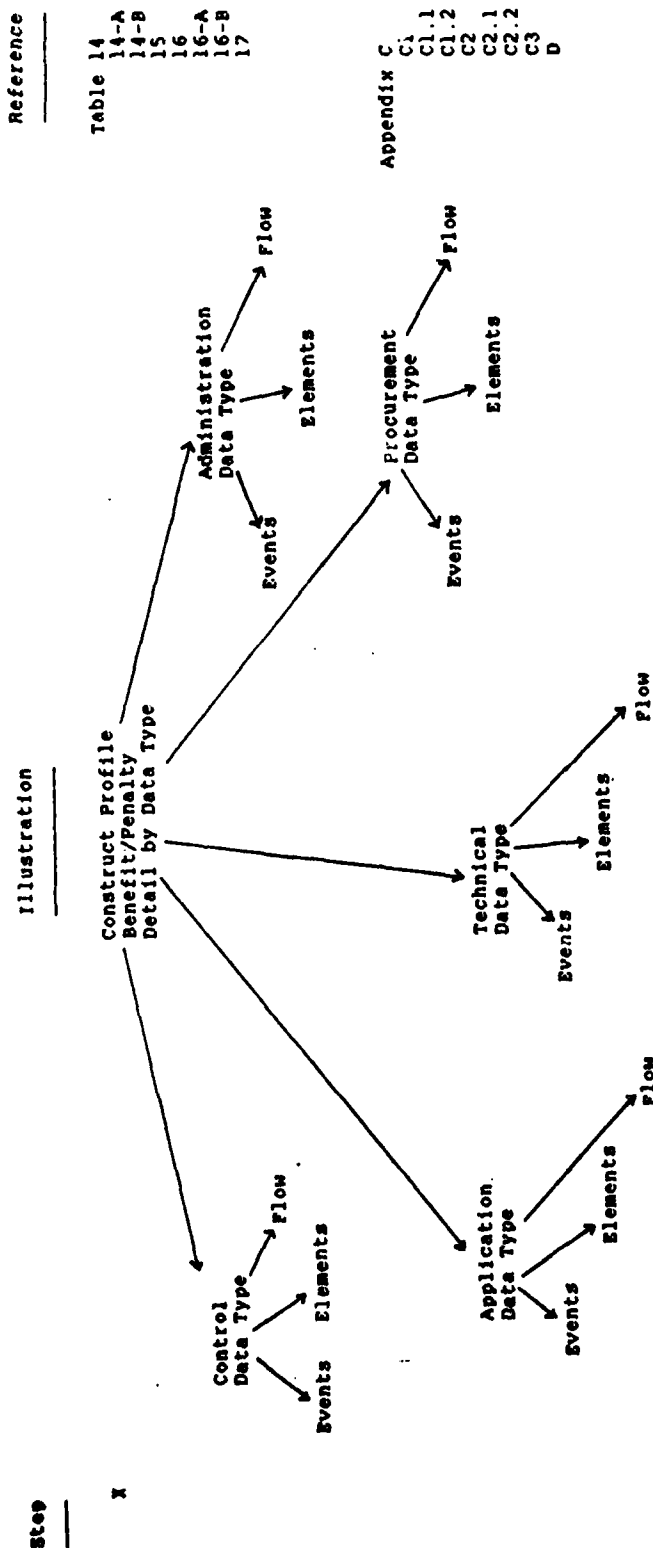 Step
Illustration
Reference
X
Construct Profile
Benefit/Penalty
Detail by Data Type
Table 14
14-A
14-B
15
16
16-A
16-B
17
Control
Data Type
Events
Elements
Flow
Administration
Data Type
Events
Elements
Flow
Application
Data Type
Events
Elements
Flow
Technical
Data Type
Events
Elements
Flow
Procurement
Data Type
Events
Elements
Flow
Appendix C
C1
C1.1
C1.2
C2
C2.1
C2.2
C3
D